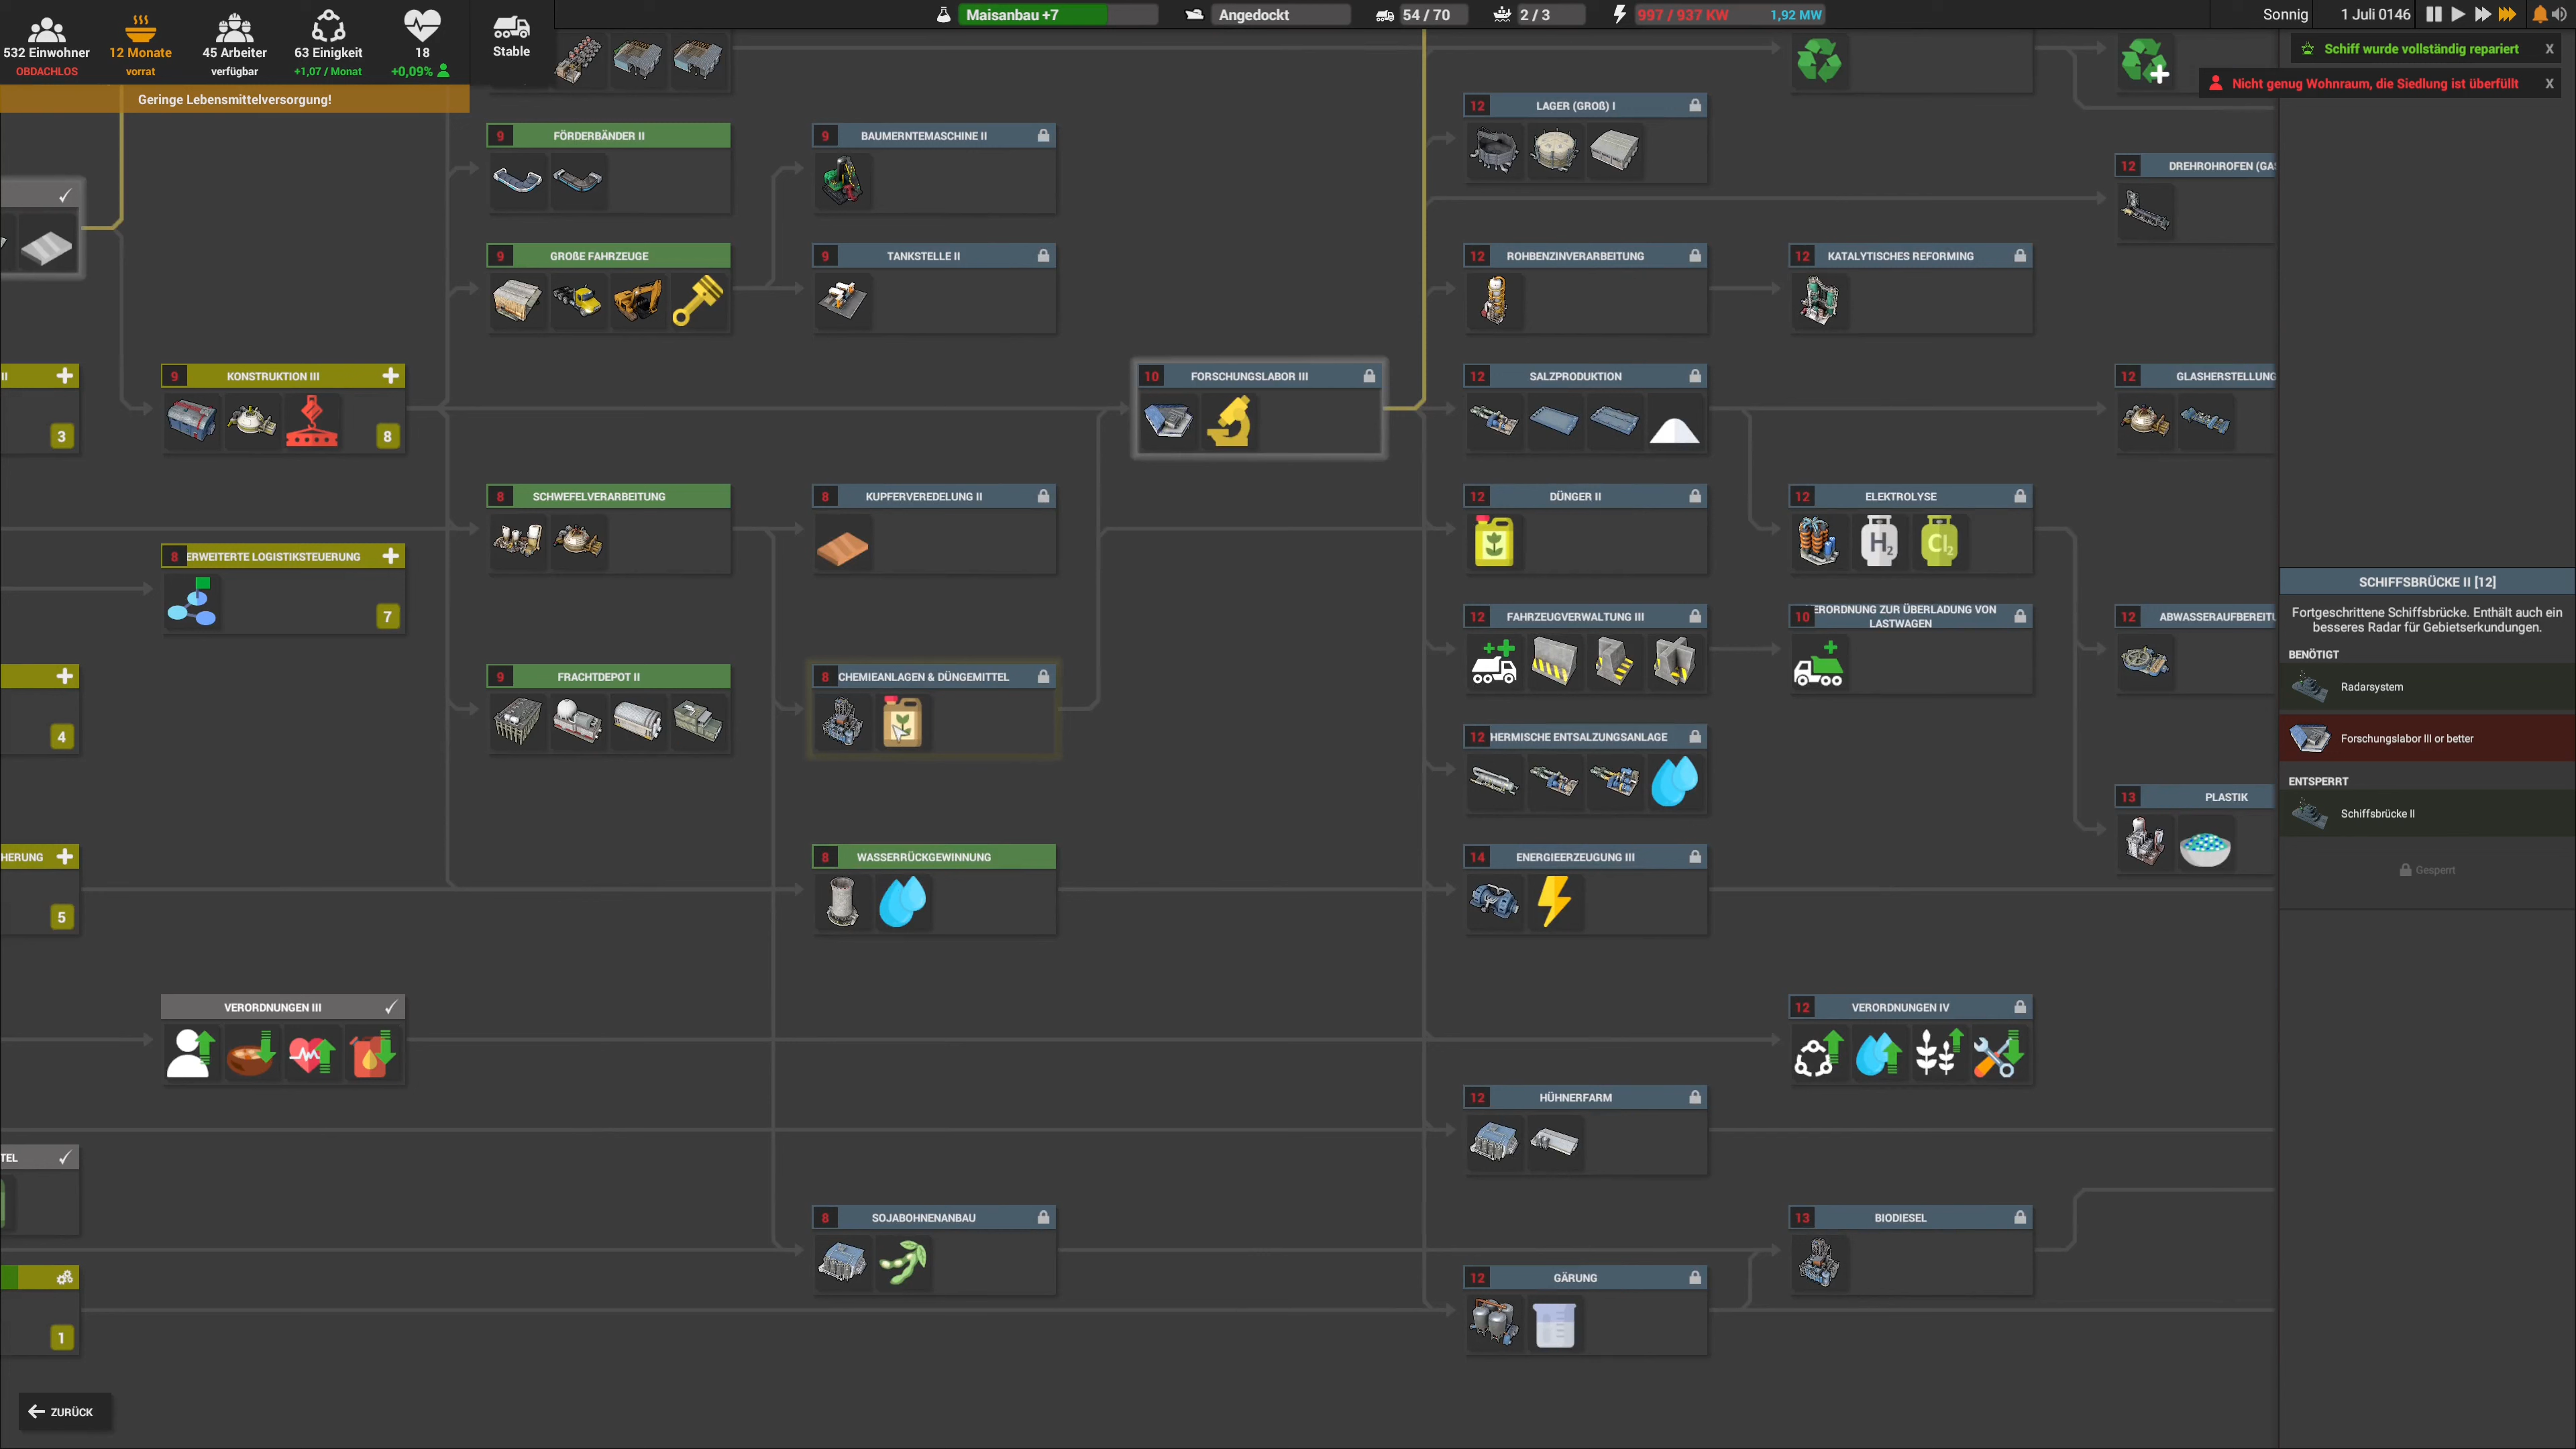 532 Einwohner
OBDACHLOS
12 Monate
vorrat
45 Arbeiter
verfügbar
63 Einigkeit
+1,07 / Monat
18
+0,09%
Stable
Maisanbau +7
Angedockt
54 / 70
2 / 3
997 / 937 KW
1,92 MW
Sonnig
1 Juli 0146
Geringe Lebensmittelversorgung!
Schiff wurde vollständig repariert
X
Nicht genug Wohnraum, die Siedlung ist überfüllt
X
12
LAGER (GROß) I
9
FÖRDERBÄNDER II
9
BAUMERNTEMASCHINE II
12
DREHROHROFEN (GA
9
GROßE FAHRZEUGE
9
TANKSTELLE II
12
ROHBENZINVERARBEITUNG
12
KATALYTISCHES REFORMING
II
3
9
KONSTRUKTION III
8
10
FORSCHUNGSLABOR III
12
SALZPRODUKTION
12
GLASHERSTELLUNG
8
SCHWEFELVERARBEITUNG
8
KUPFERVEREDELUNG II
12
DÜNGER II
12
ELEKTROLYSE
H2
Cl2
8
ERWEITERTE LOGISTIKSTEUERUNG
7
12
FAHRZEUGVERWALTUNG III
10
ERORDNUNG ZUR ÜBERLADUNG VON
LASTWAGEN
12
ABWASSERAUFBEREITU
4
9
FRACHTDEPOT II
8
CHEMIEANLAGEN & DÜNGEMITTEL
12
HERMISCHE ENTSALZUNGSANLAGE
13
PLASTIK
HERUNG
5
8
WASSERRÜCKGEWINNUNG
14
ENERGIEERZEUGUNG III
VERORDNUNGEN III
12
VERORDNUNGEN IV
12
HÜHNERFARM
TEL
8
SOJABOHNENANBAU
13
BIODIESEL
1
12
GÄRUNG
SCHIFFSBRÜCKE II [12]
Fortgeschrittene Schiffsbrücke. Enthält auch ein
besseres Radar für Gebietserkundungen.
BENÖTIGT
Radarsystem
Forschungslabor III or better
ENTSPERRT
Schiffsbrücke II
Gesperrt
ZURÜCK